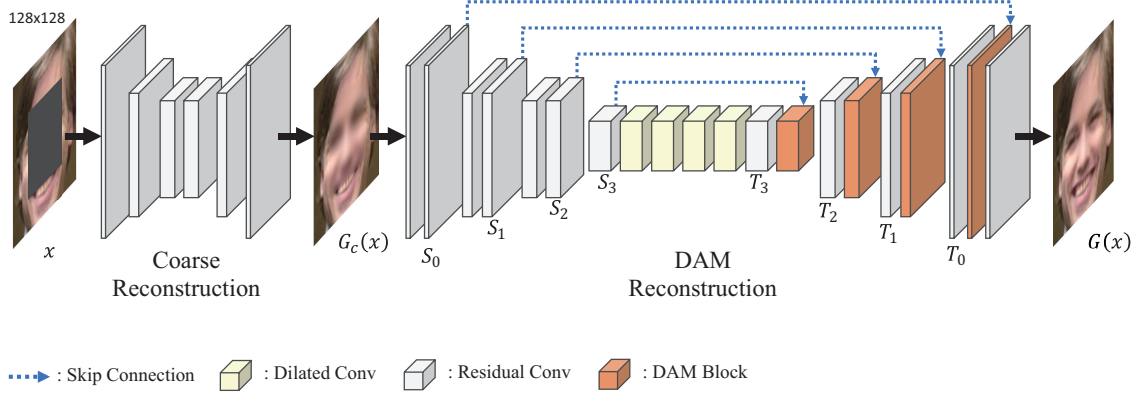 128x128
x
Coarse
Reconstruction
G_c(x)
S_0
S_1
S_2
S_3
T_3
T_2
T_1
T_0
DAM
Reconstruction
G(x)
: Skip Connection
: Dilated Conv
: Residual Conv
: DAM Block